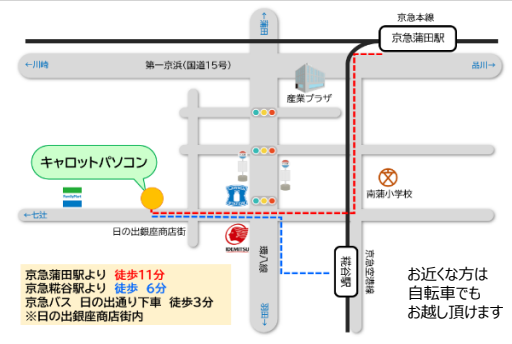 京急本線
↑蒲田
京急蒲田駅
←川崎
第一京浜(国道15号)
品川→
産業プラザ
キャロットパソコン
FamilyMart
南蒲小学校
←七辻
日の出銀座商店街
IDEMITSU
環八線
糀谷駅
京急空港線
羽田↓
京急蒲田駅より 徒歩11分
京急糀谷駅より 徒歩 6分
京急バス 日の出通り下車 徒歩3分
※日の出銀座商店街内
お近くな方は
自転車でも
お越し頂けます